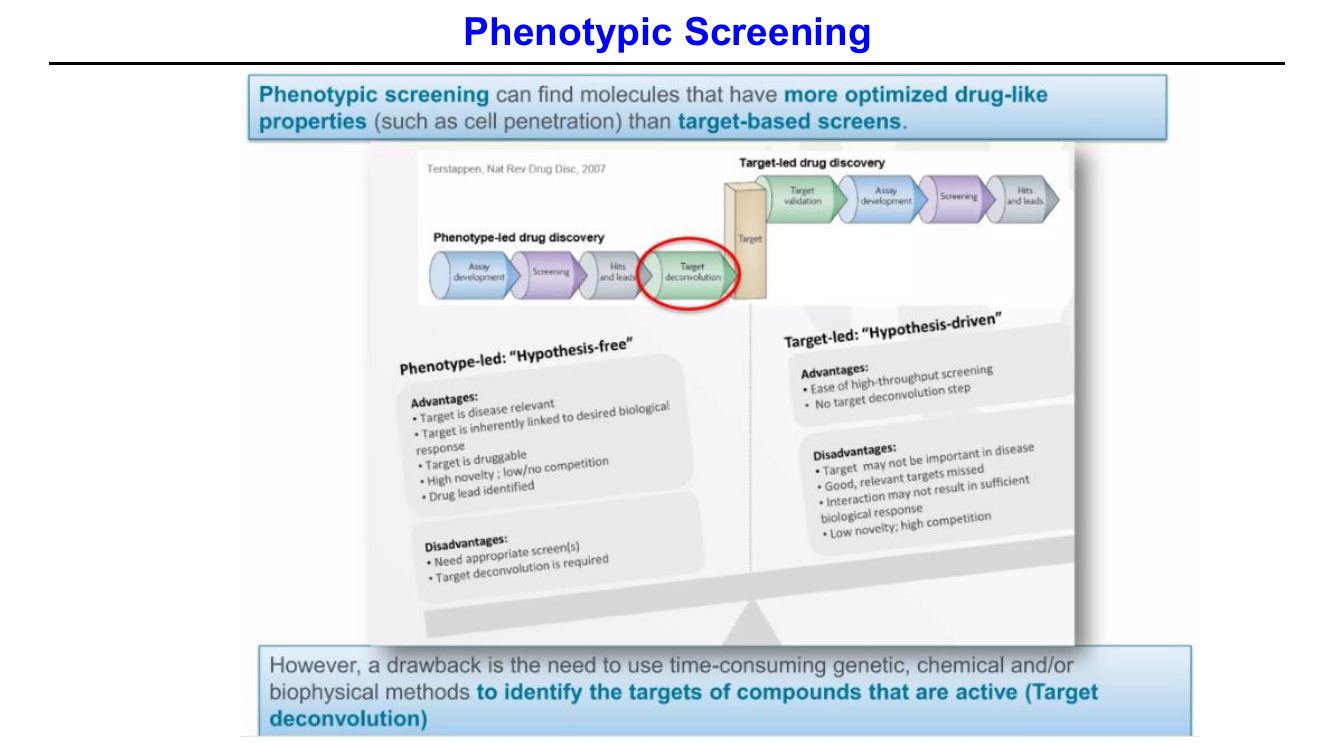 Phenotypic Screening
Phenotypic screening can find molecules that have more optimized drug-like
properties (such as cell penetration) than target-based screens.
Terstappen, Nat Rev Drug Disc, 2007
Target-led drug discovery
Target
validation
Assay
development
Screening
Hits
and leads
Target
Phenotype-led drug discovery
Assay
development
Screening
Hits
and leads
Target
deconvolution
Phenotype-led: “Hypothesis-free”
Advantages:
• Target is disease relevant
• Target is inherently linked to desired biological
response
• Target is druggable
• High novelty ; low/no competition
• Drug lead identified
Disadvantages:
• Need appropriate screen(s)
• Target deconvolution is required
Target-led: “Hypothesis-driven”
Advantages:
• Ease of high-throughput screening
• No target deconvolution step
Disadvantages:
• Target may not be important in disease
• Good, relevant targets missed
• Interaction may not result in sufficient
biological response
• Low novelty; high competition
However, a drawback is the need to use time-consuming genetic, chemical and/or
biophysical methods to identify the targets of compounds that are active (Target
deconvolution)